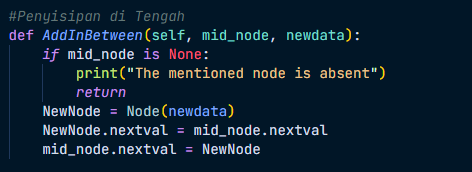 #Penyisipan di Tengah
def AddInBetween(self, mid_node, newdata):
    if mid_node is None:
        print("The mentioned node is absent")
        return
    NewNode = Node(newdata)
    NewNode.nextval = mid_node.nextval
    mid_node.nextval = NewNode